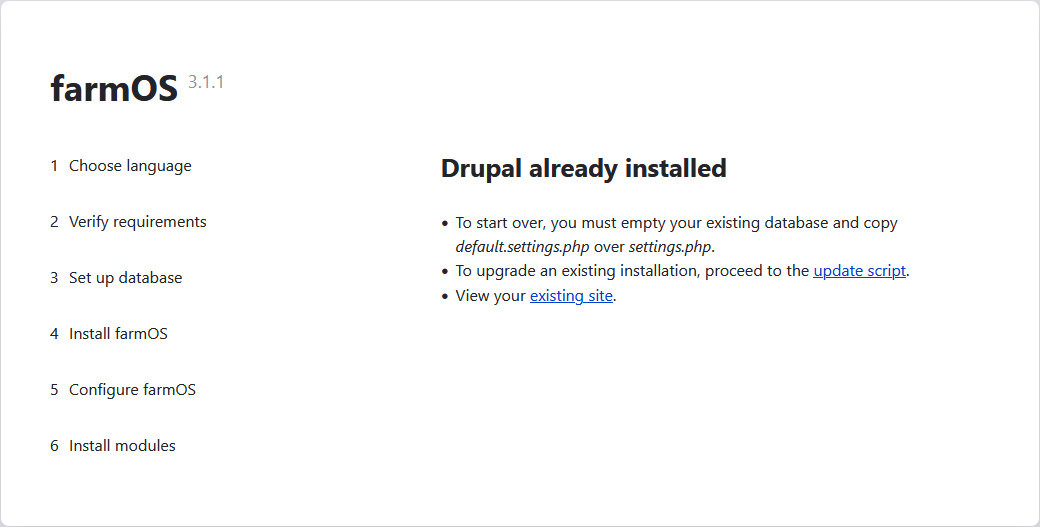 farmOS 3.1.1
1 Choose language
2 Verify requirements
3 Set up database
4 Install farmOS
5 Configure farmOS
6 Install modules
Drupal already installed
• To start over, you must empty your existing database and copy
default.settings.php over settings.php.
• To upgrade an existing installation, proceed to the update script.
• View your existing site.